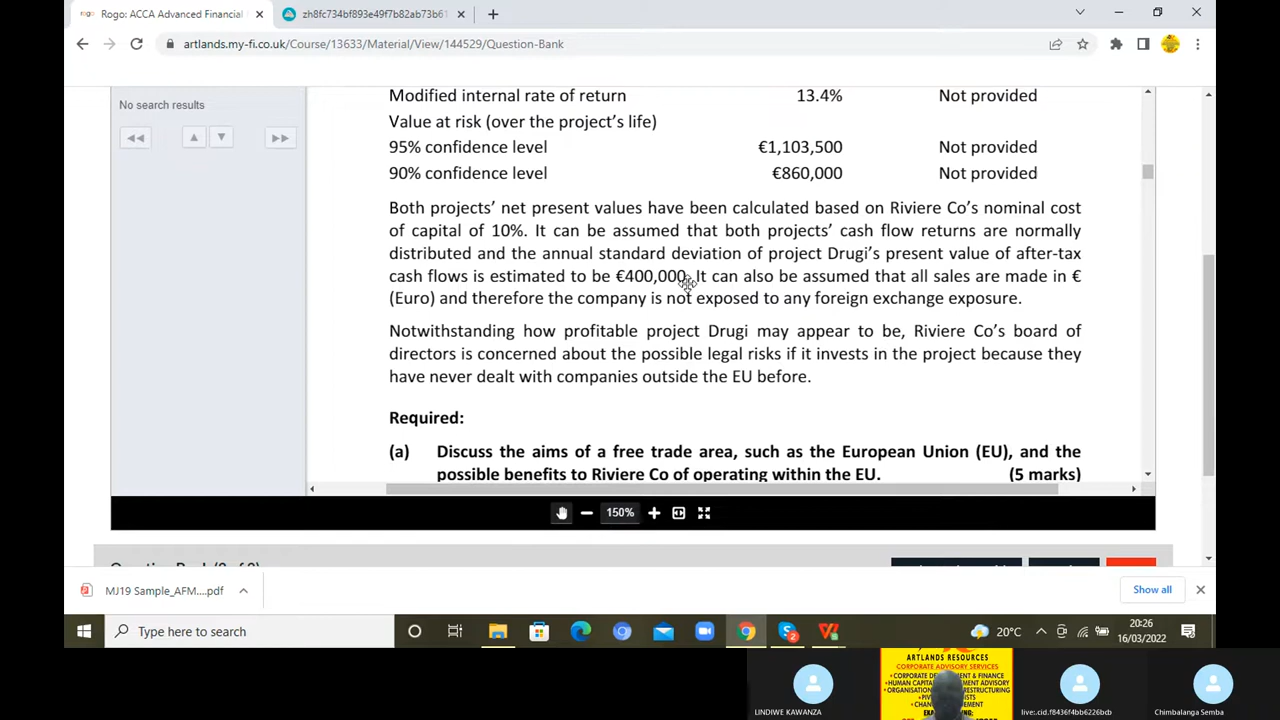 Rogo: ACCA Advanced Financial
zh8fc734bf893e49f7b82ab73b61
artlands.my-fi.co.uk/Course/13633/Material/View/144529/Question-Bank
No search results
Modified internal rate of return 13.4% Not provided
Value at risk (over the project's life)
95% confidence level €1,103,500 Not provided
90% confidence level €860,000 Not provided
Both projects' net present values have been calculated based on Riviere Co's nominal cost
of capital of 10%. It can be assumed that both projects' cash flow returns are normally
distributed and the annual standard deviation of project Drugi's present value of after-tax
cash flows is estimated to be €400,000. It can also be assumed that all sales are made in €
(Euro) and therefore the company is not exposed to any foreign exchange exposure.
Notwithstanding how profitable project Drugi may appear to be, Riviere Co's board of
directors is concerned about the possible legal risks if it invests in the project because they
have never dealt with companies outside the EU before.
Required:
(a) Discuss the aims of a free trade area, such as the European Union (EU), and the
possible benefits to Riviere Co of operating within the EU. (5 marks)
150%
MJ19 Sample_AFM....pdf
Show all
Type here to search
20°C
20:26
16/03/2022
ARTLANDS RESOURCES
CORPORATE ADVISORY SERVICES
LINDIWE KAWANZA
live:.cid.f8436f4bb6226bcb
Chimbalanga Semba